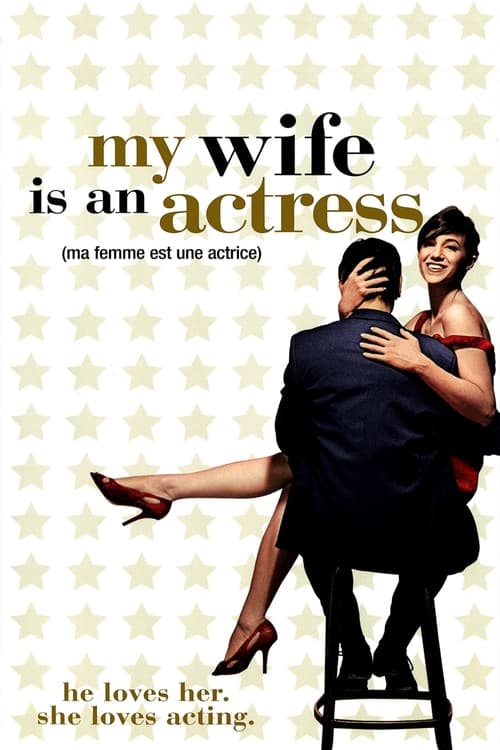 my wife
is an actress
(ma femme est une actrice)
he loves her.
she loves acting.